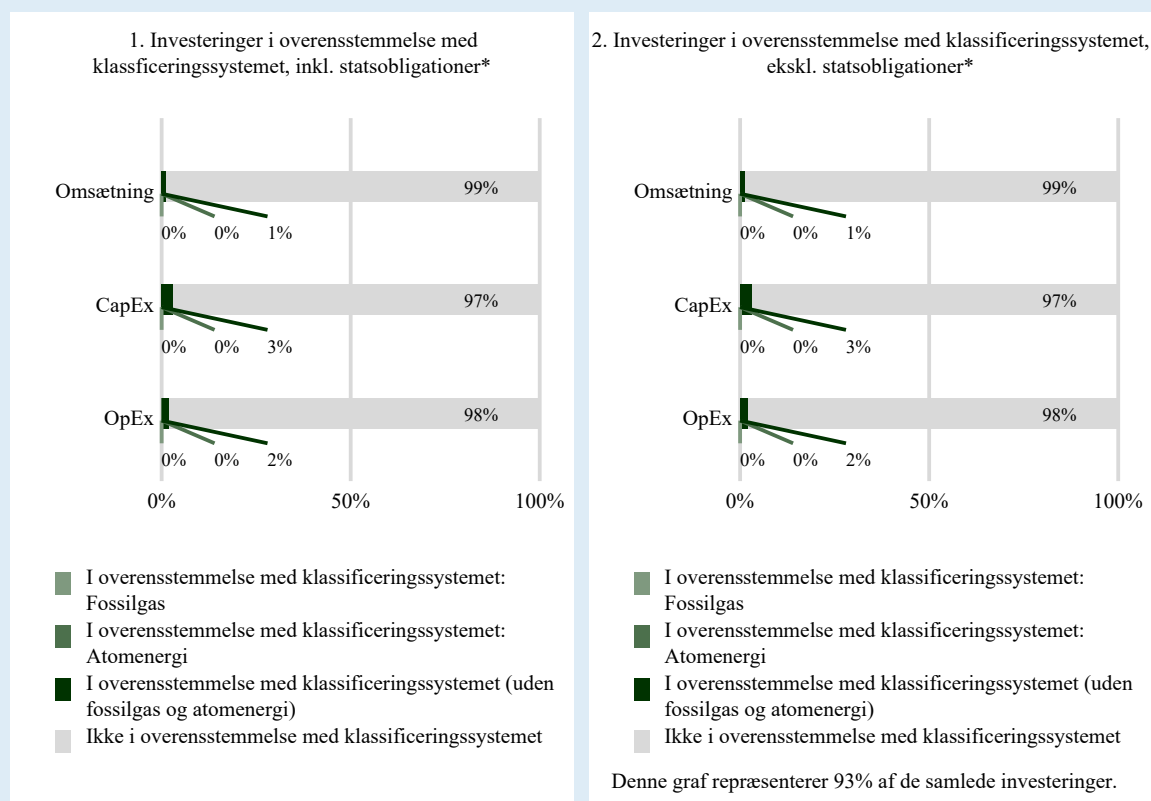 1. Investeringer i overensstemmelse med
klassficeringssystemet, inkl. statsobligationer*
Omsætning
99%
0% 0% 1%
CapEx
97%
0% 0% 3%
OpEx
98%
0% 0% 2%
0% 50% 100%
I overensstemmelse med klassificeringssystemet:
Fossilgas
I overensstemmelse med klassificeringssystemet:
Atomenergi
I overensstemmelse med klassificeringssystemet (uden
fossilgas og atomenergi)
Ikke i overensstemmelse med klassificeringssystemet
2. Investeringer i overensstemmelse med klassificeringssystemet,
ekskl. statsobligationer*
Omsætning
99%
0% 0% 1%
CapEx
97%
0% 0% 3%
OpEx
98%
0% 0% 2%
0% 50% 100%
I overensstemmelse med klassificeringssystemet:
Fossilgas
I overensstemmelse med klassificeringssystemet:
Atomenergi
I overensstemmelse med klassificeringssystemet (uden
fossilgas og atomenergi)
Ikke i overensstemmelse med klassificeringssystemet
Denne graf repræsenterer 93% af de samlede investeringer.